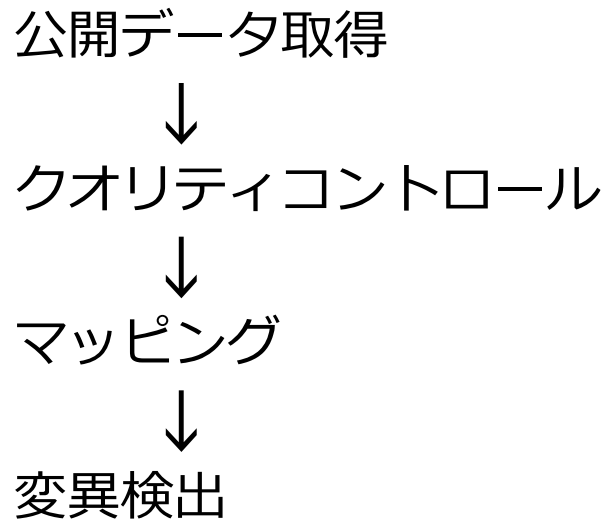 公開データ取得
↓
クオリティコントロール
↓
マッピング
↓
変異検出